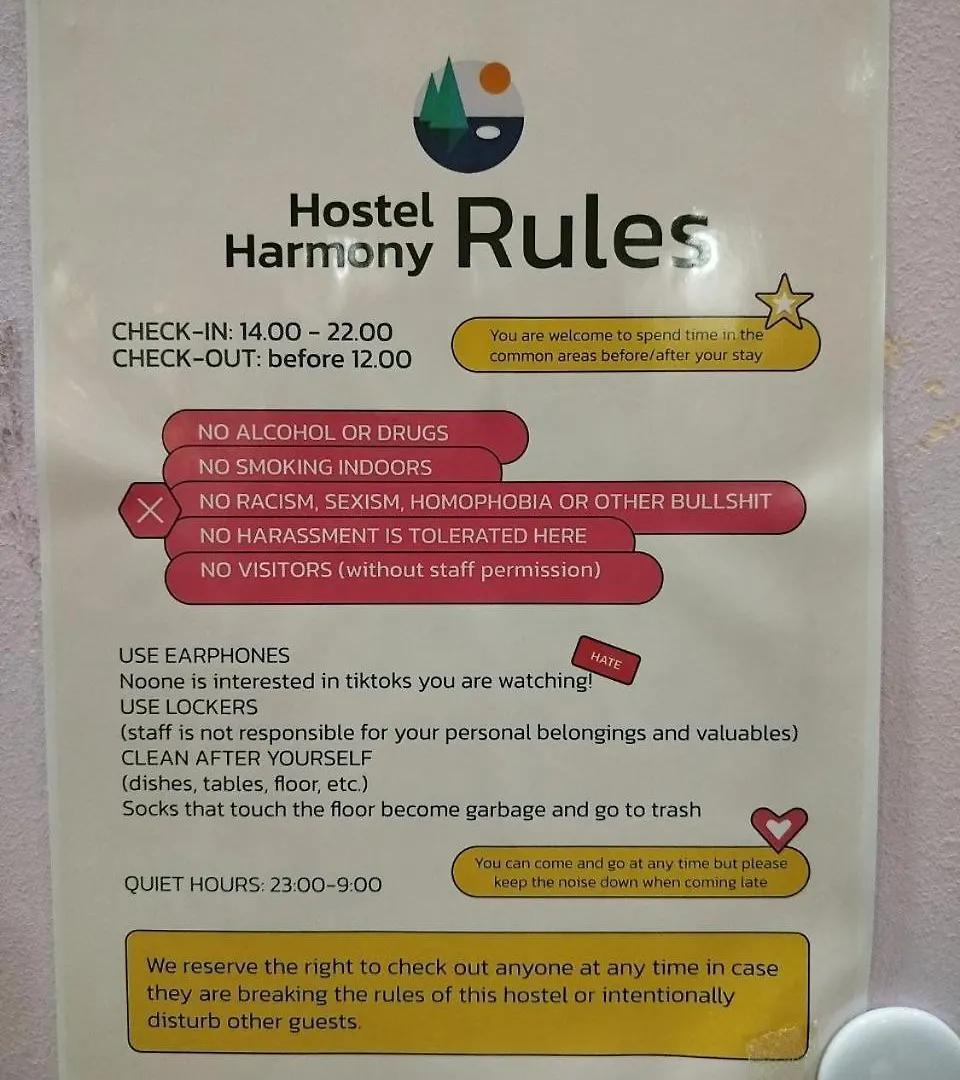 Hostel
Harmony Rules
CHECK-IN: 14.00 - 22.00
CHECK-OUT: before 12.00
You are welcome to spend time in the
common areas before/after your stay
NO ALCOHOL OR DRUGS
NO SMOKING INDOORS
NO RACISM, SEXISM, HOMOPHOBIA OR OTHER BULLSHIT
NO HARASSMENT IS TOLERATED HERE
NO VISITORS (without staff permission)
USE EARPHONES
HATE
Noone is interested in tiktoks you are watching!
USE LOCKERS
(staff is not responsible for your personal belongings and valuables)
CLEAN AFTER YOURSELF
(dishes, tables, floor, etc.)
Socks that touch the floor become garbage and go to trash
QUIET HOURS: 23:00-9:00
You can come and go at any time but please
keep the noise down when coming late
We reserve the right to check out anyone at any time in case
they are breaking the rules of this hostel or intentionally
disturb other guests.